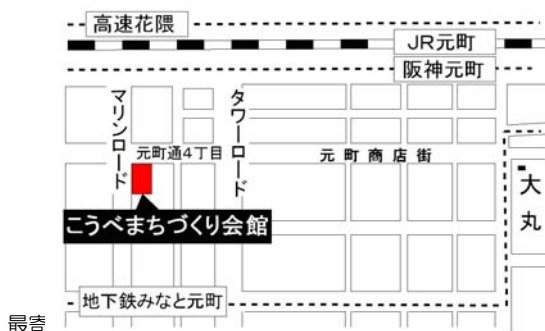 高速花隈
JR元町
阪神元町
マリンロード
タワーロード
元町通4丁目
元町商店街
大丸
こうべまちづくり会館
地下鉄みなと元町
最寄